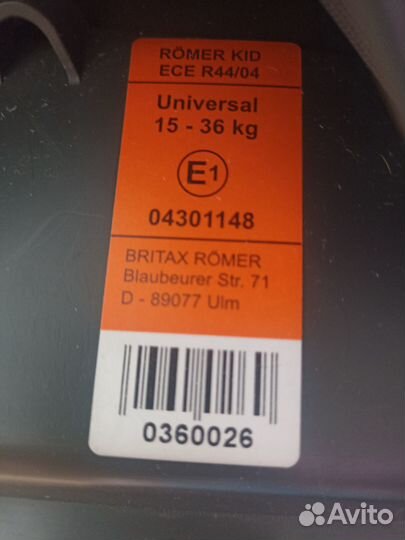 RÖMER KID
ECE R44/04
Universal
15 - 36 kg
E1
04301148
BRITAX RÖMER
Blaubeurer Str. 71
D - 89077 Ulm
0360026
Avito